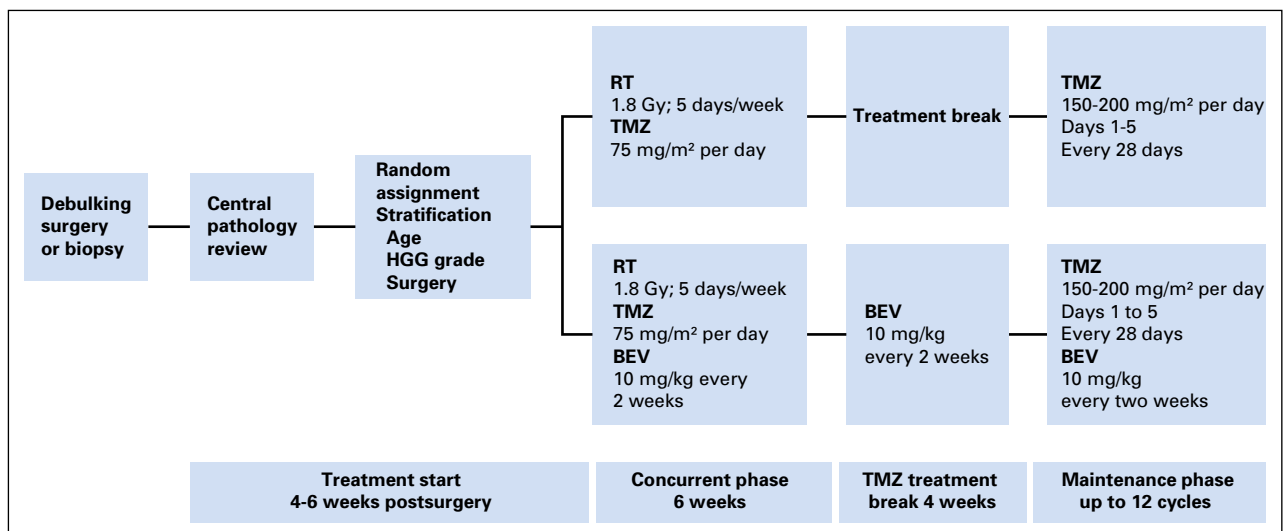 Debulking
surgery
or biopsy
Central
pathology
review
Random
assignment
Stratification
Age
HGG grade
Surgery
RT
1.8 Gy; 5 days/week
TMZ
75 mg/m² per day
Treatment break
TMZ
150-200 mg/m² per day
Days 1-5
Every 28 days
RT
1.8 Gy; 5 days/week
TMZ
75 mg/m² per day
BEV
10 mg/kg every
2 weeks
BEV
10 mg/kg
every 2 weeks
TMZ
150-200 mg/m² per day
Days 1 to 5
Every 28 days
BEV
10 mg/kg
every two weeks
Treatment start
4-6 weeks postsurgery
Concurrent phase
6 weeks
TMZ treatment
break 4 weeks
Maintenance phase
up to 12 cycles